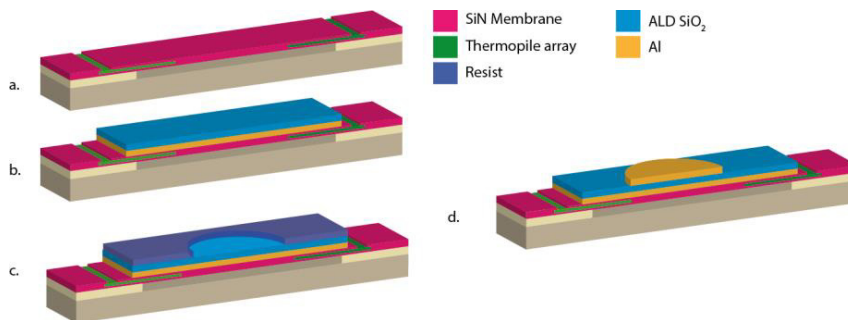 SiN Membrane
Thermopile array
Resist
ALD SiO₂
Al
a.
b.
c.
d.